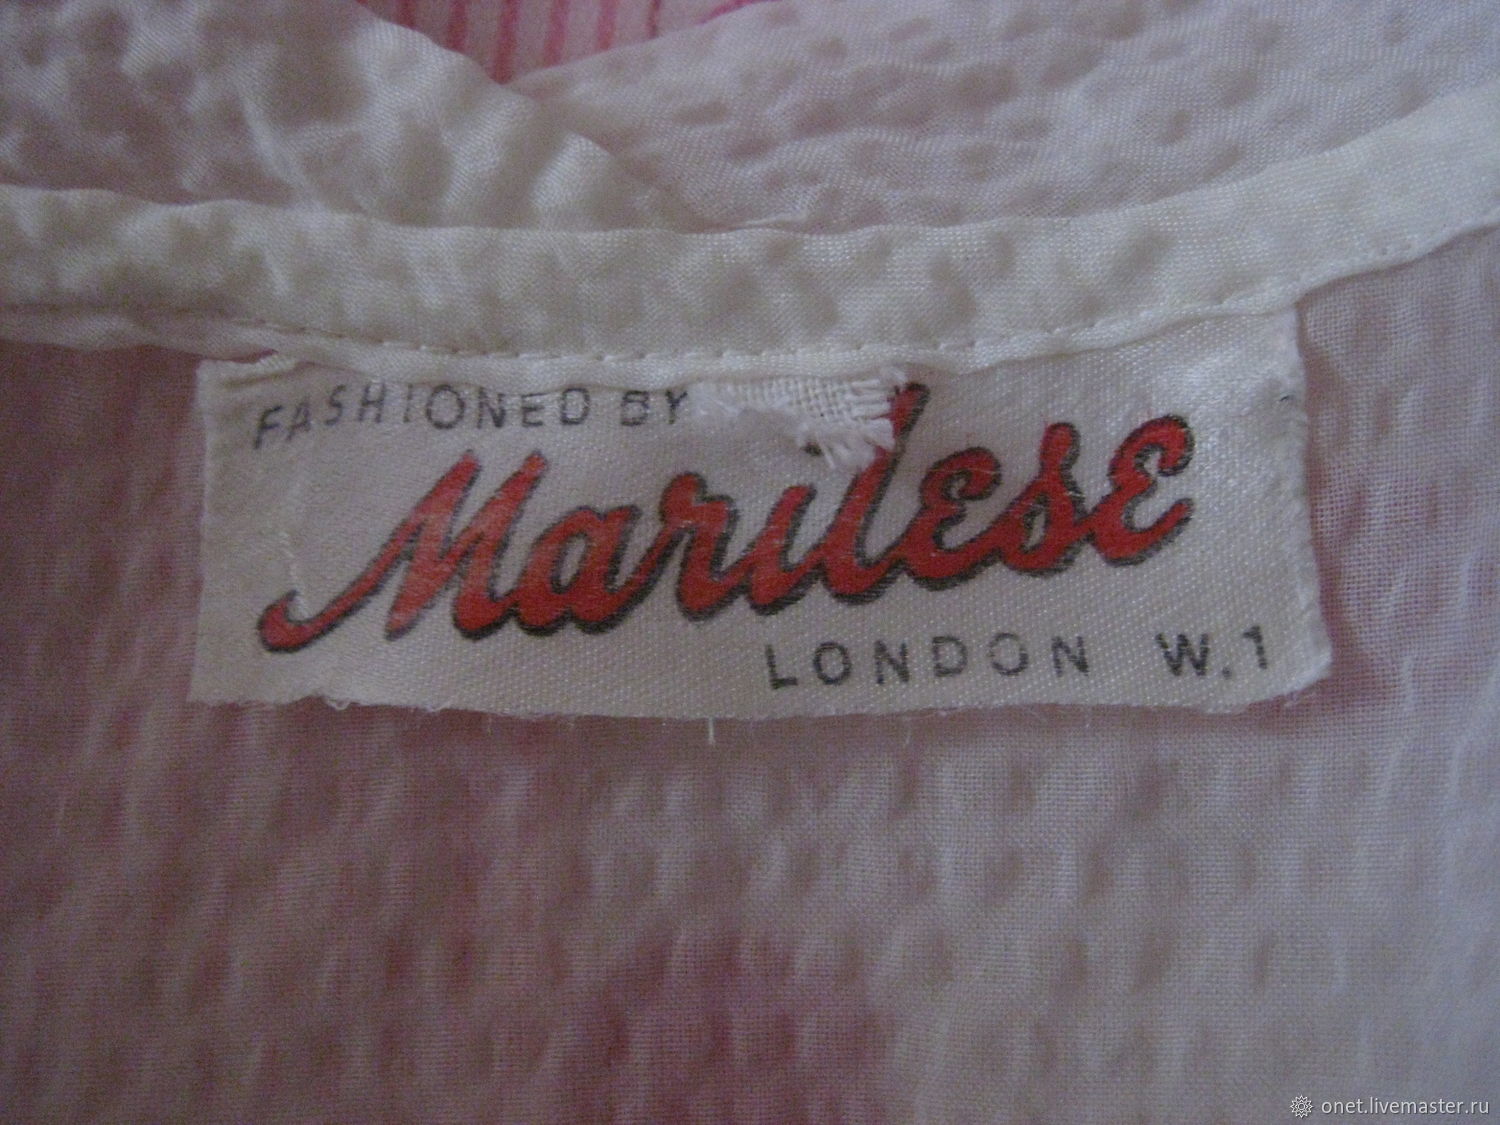 FASHIONED BY
Marilese
LONDON W.1
onet.livemaster.ru